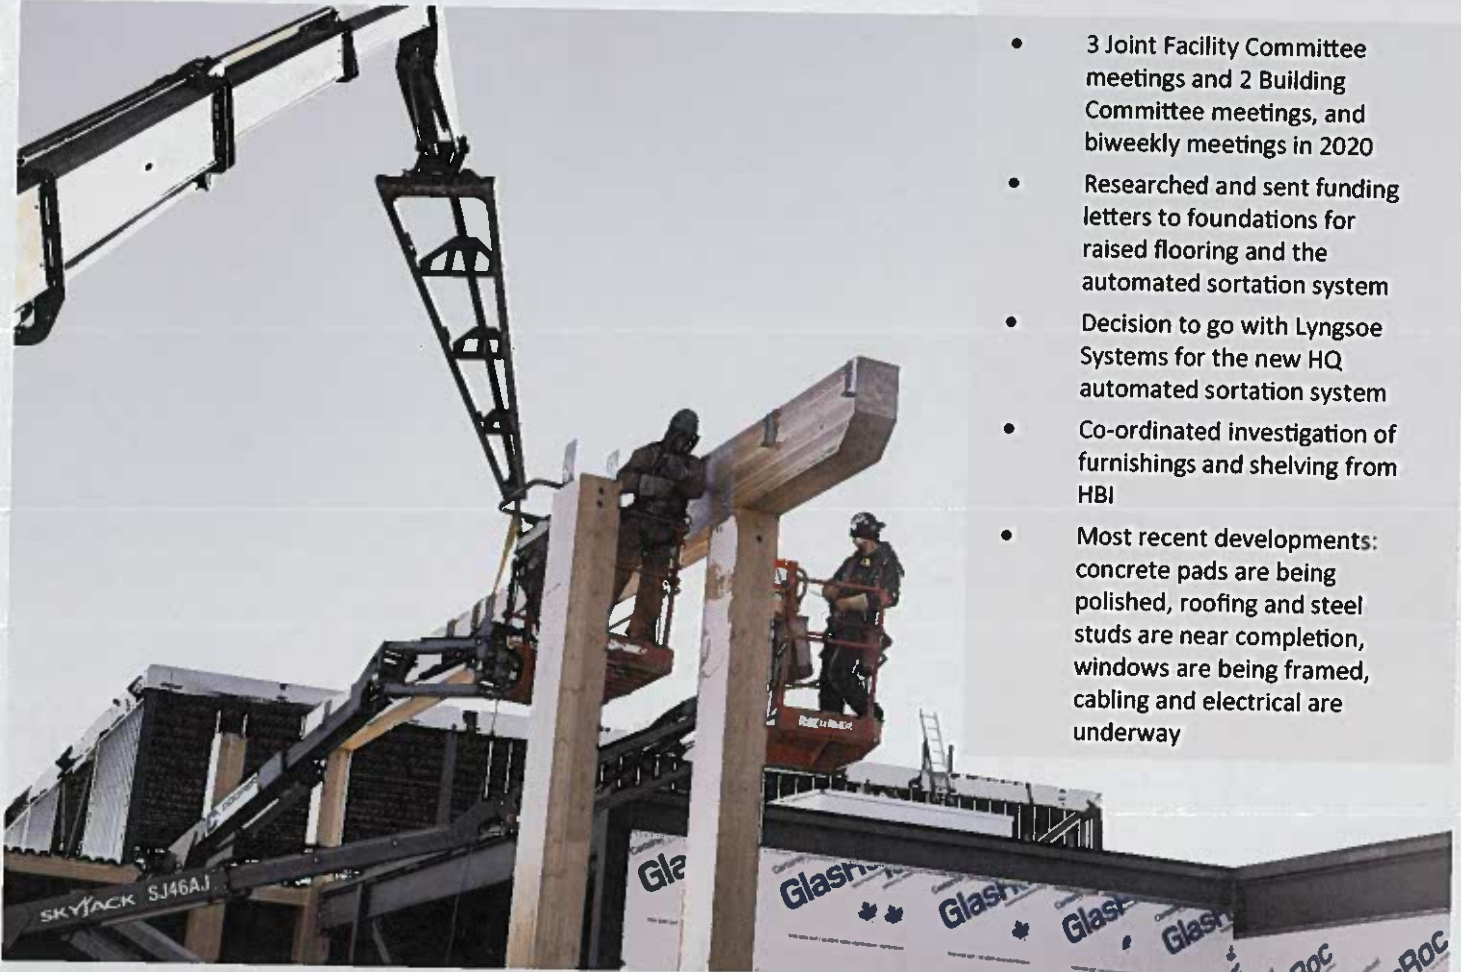 • 3 Joint Facility Committee
meetings and 2 Building
Committee meetings, and
biweekly meetings in 2020
• Researched and sent funding
letters to foundations for
raised flooring and the
automated sortation system
• Decision to go with Lyngsoe
Systems for the new HQ
automated sortation system
• Co-ordinated investigation of
furnishings and shelving from
HBI
• Most recent developments:
concrete pads are being
polished, roofing and steel
studs are near completion,
windows are being framed,
cabling and electrical are
underway
SKYJACK SJ46AJ
Gla
Glas
Glas
Glas
Glas
Roc